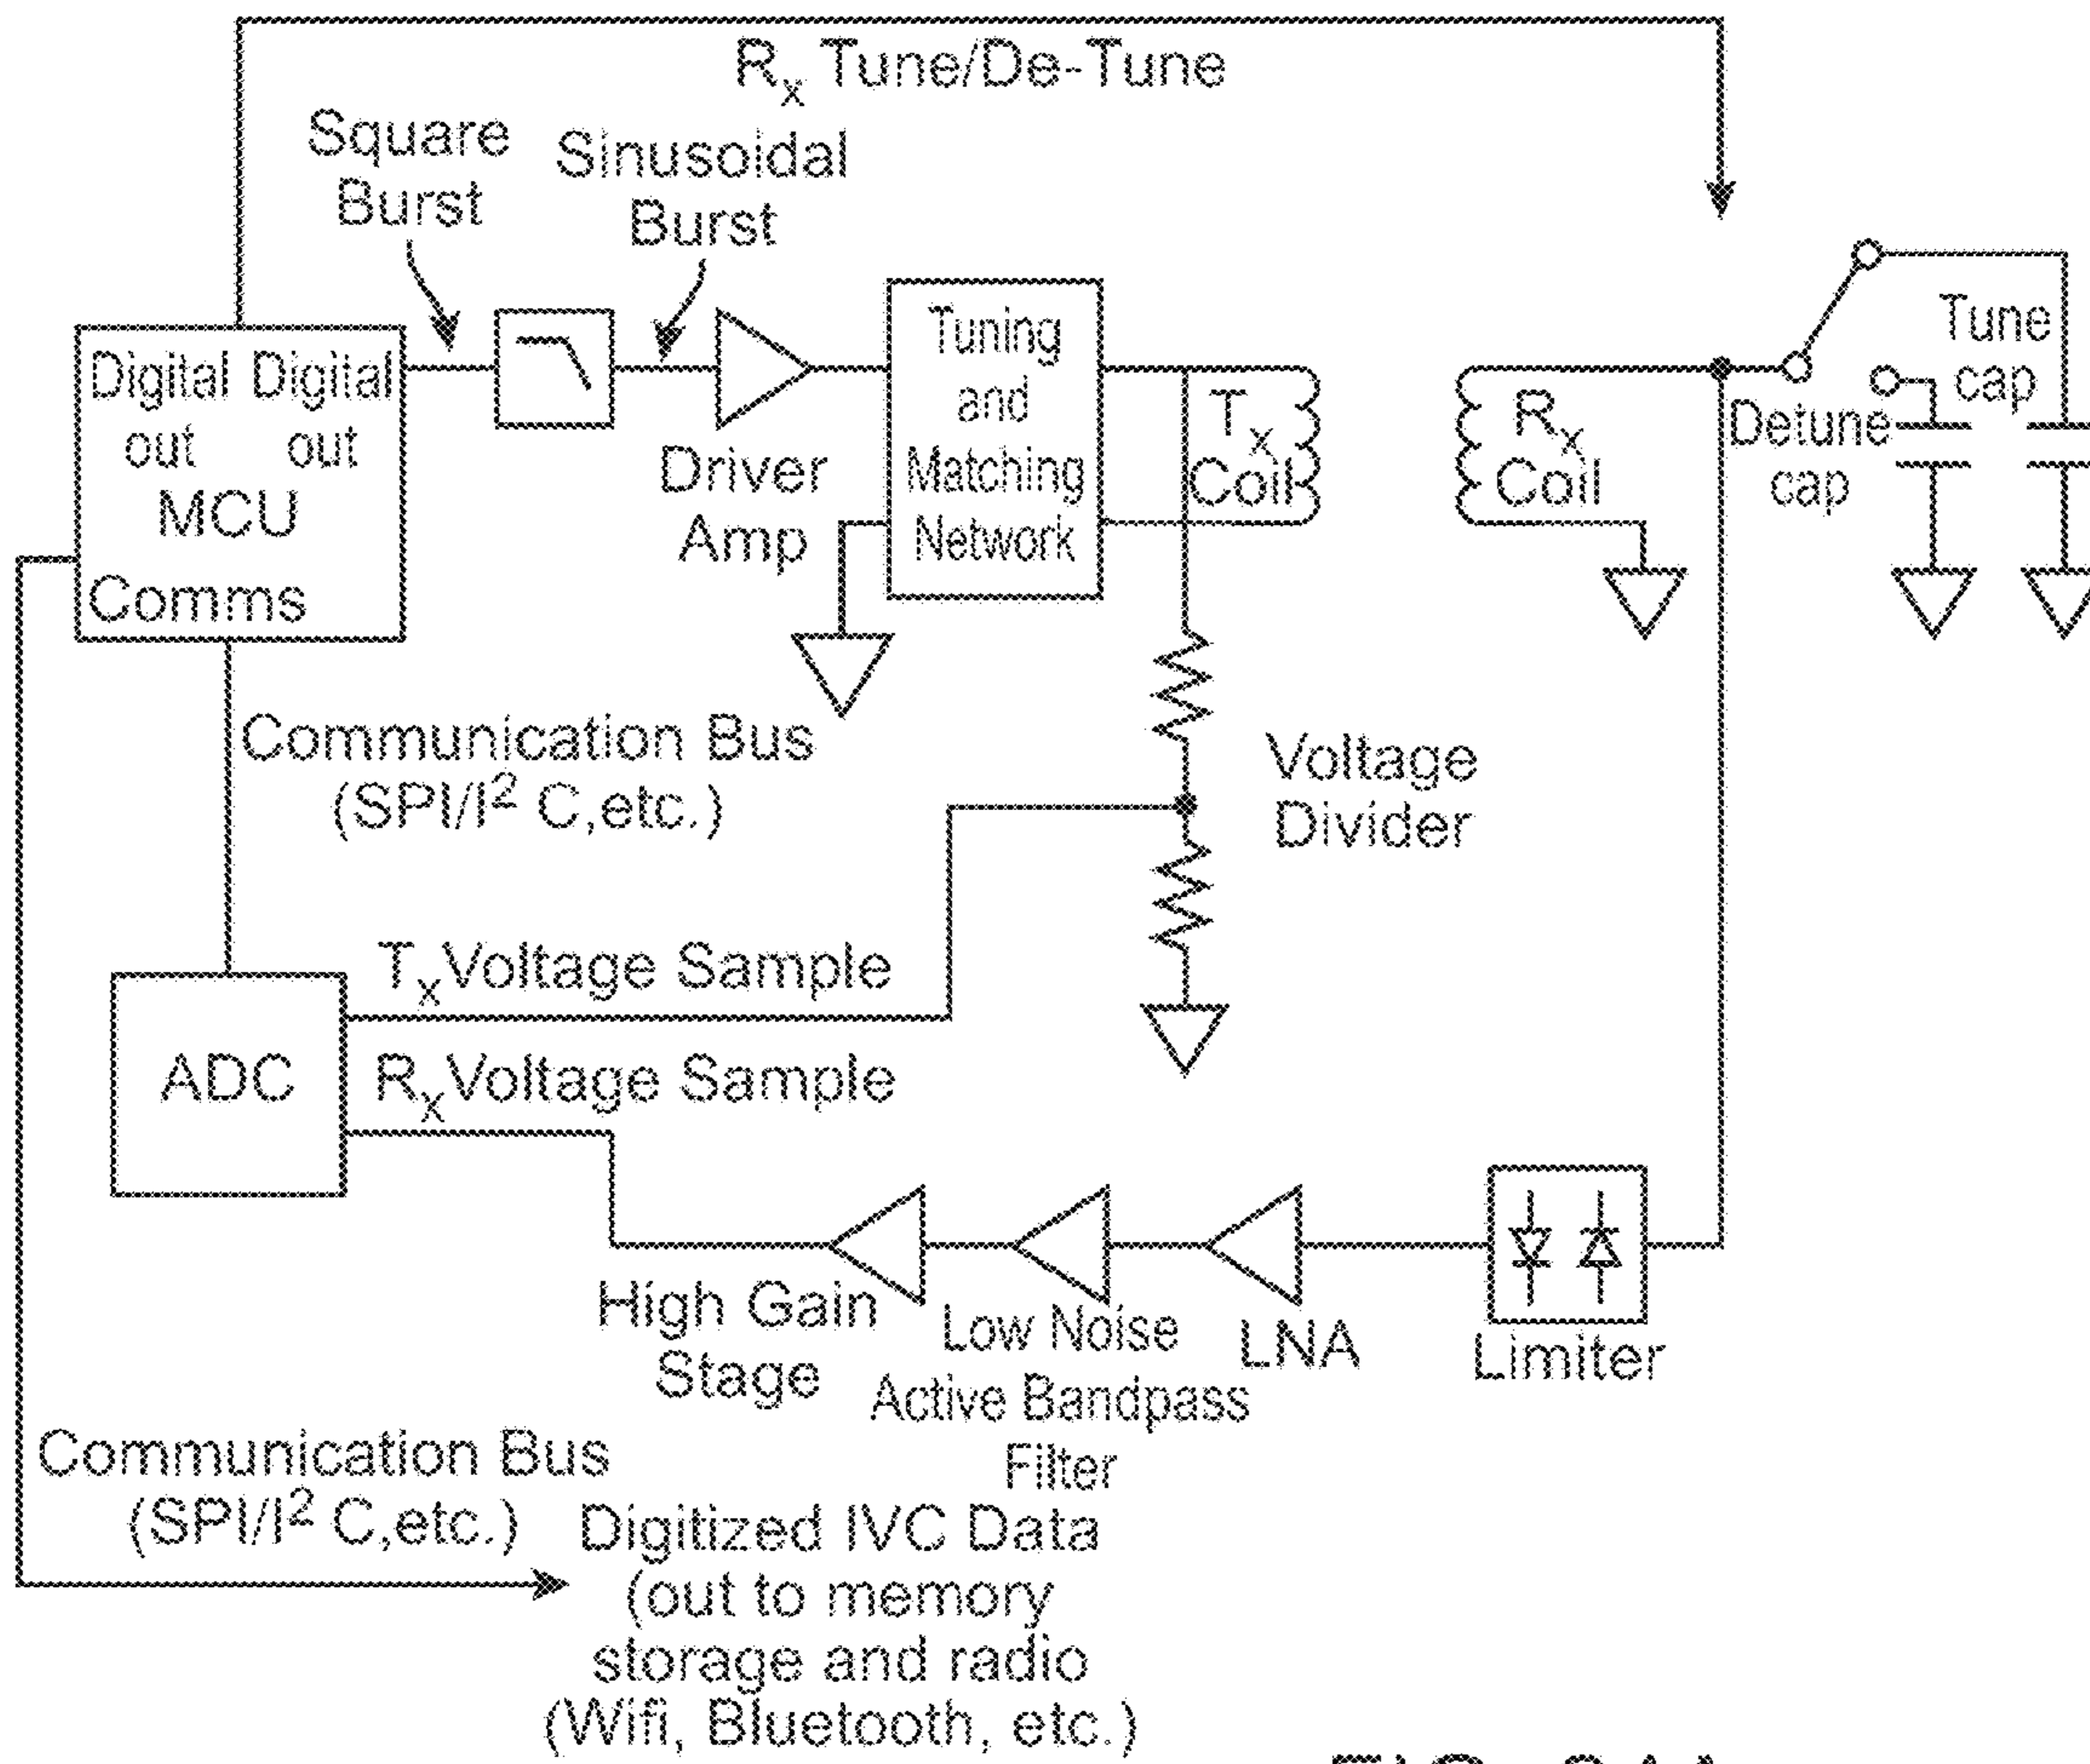 Rx Tune/De-Tune
Square
Burst
Sinusoidal
Burst
Digital Digital
out out
MCU
Comms
Driver
Amp
Tuning
and
Matching
Network
Tx
Coil
Rx
Coil
Tune
cap
Detune
cap
Communication Bus
(SPI/I² C,etc.)
Voltage
Divider
Tx Voltage Sample
ADC
Rx Voltage Sample
High Gain
Stage
Low Noise
Active Bandpass
Filter
LNA
Limiter
Communication Bus
(SPI/I² C,etc.)
Digitized IVC Data
(out to memory
storage and radio
(Wifi, Bluetooth, etc.)